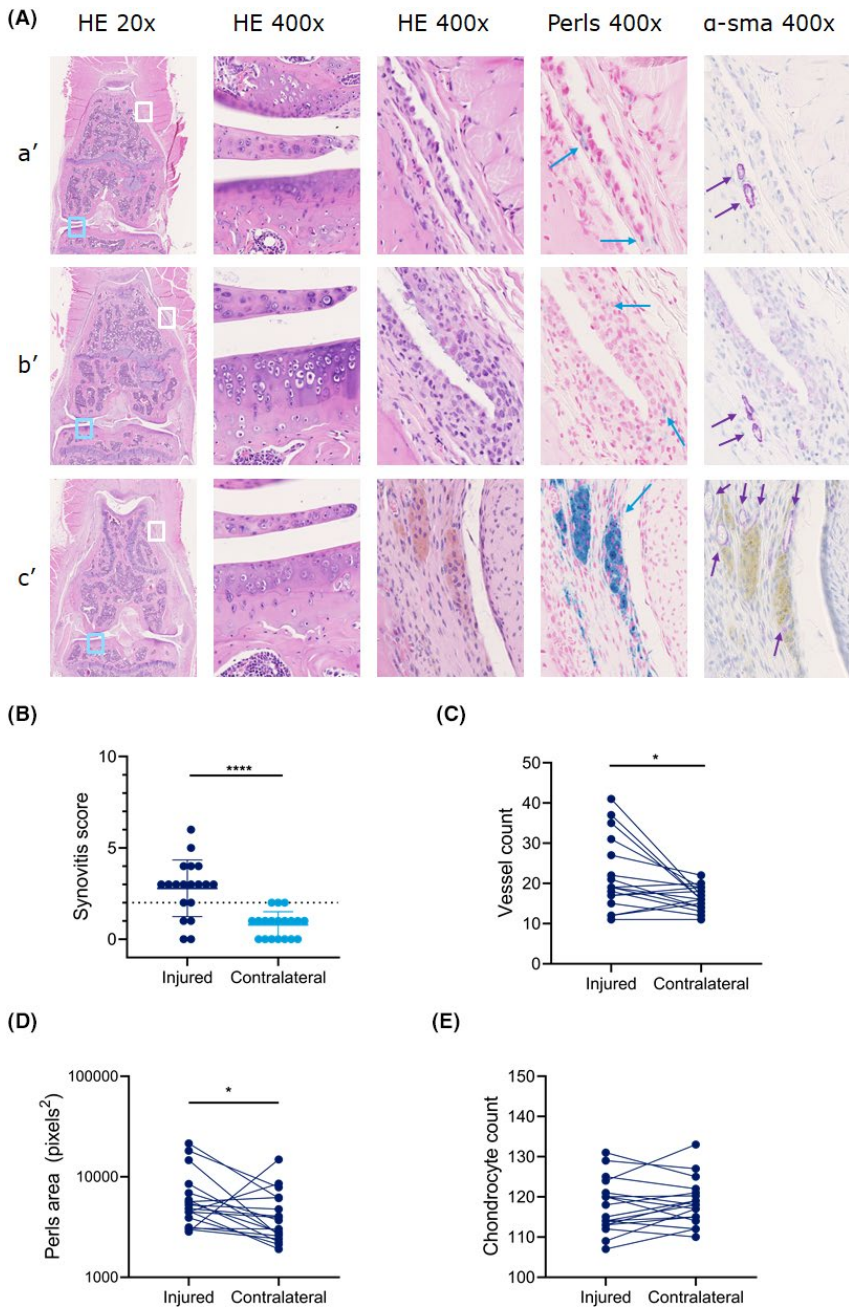 (A)
HE 20x HE 400x HE 400x Perls 400x α-sma 400x
a′
b′
c′
(B)
Synovitis score
10
5
0
****
Injured Contralateral
(C)
Vessel count
50
40
30
20
10
0
*
Injured Contralateral
(D)
Perls area (pixels²)
100000
10000
1000
*
Injured Contralateral
(E)
Chondrocyte count
150
140
130
120
110
100
Injured Contralateral